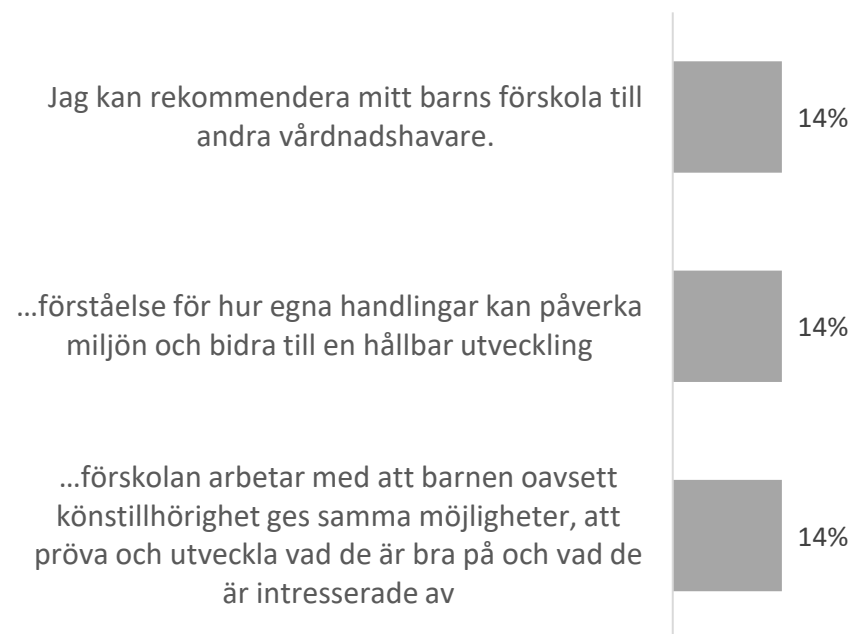 Jag kan rekommendera mitt barns förskola till
andra vårdnadshavare.
14%
…förståelse för hur egna handlingar kan påverka
miljön och bidra till en hållbar utveckling
14%
…förskolan arbetar med att barnen oavsett
könstillhörighet ges samma möjligheter, att
pröva och utveckla vad de är bra på och vad de
är intresserade av
14%